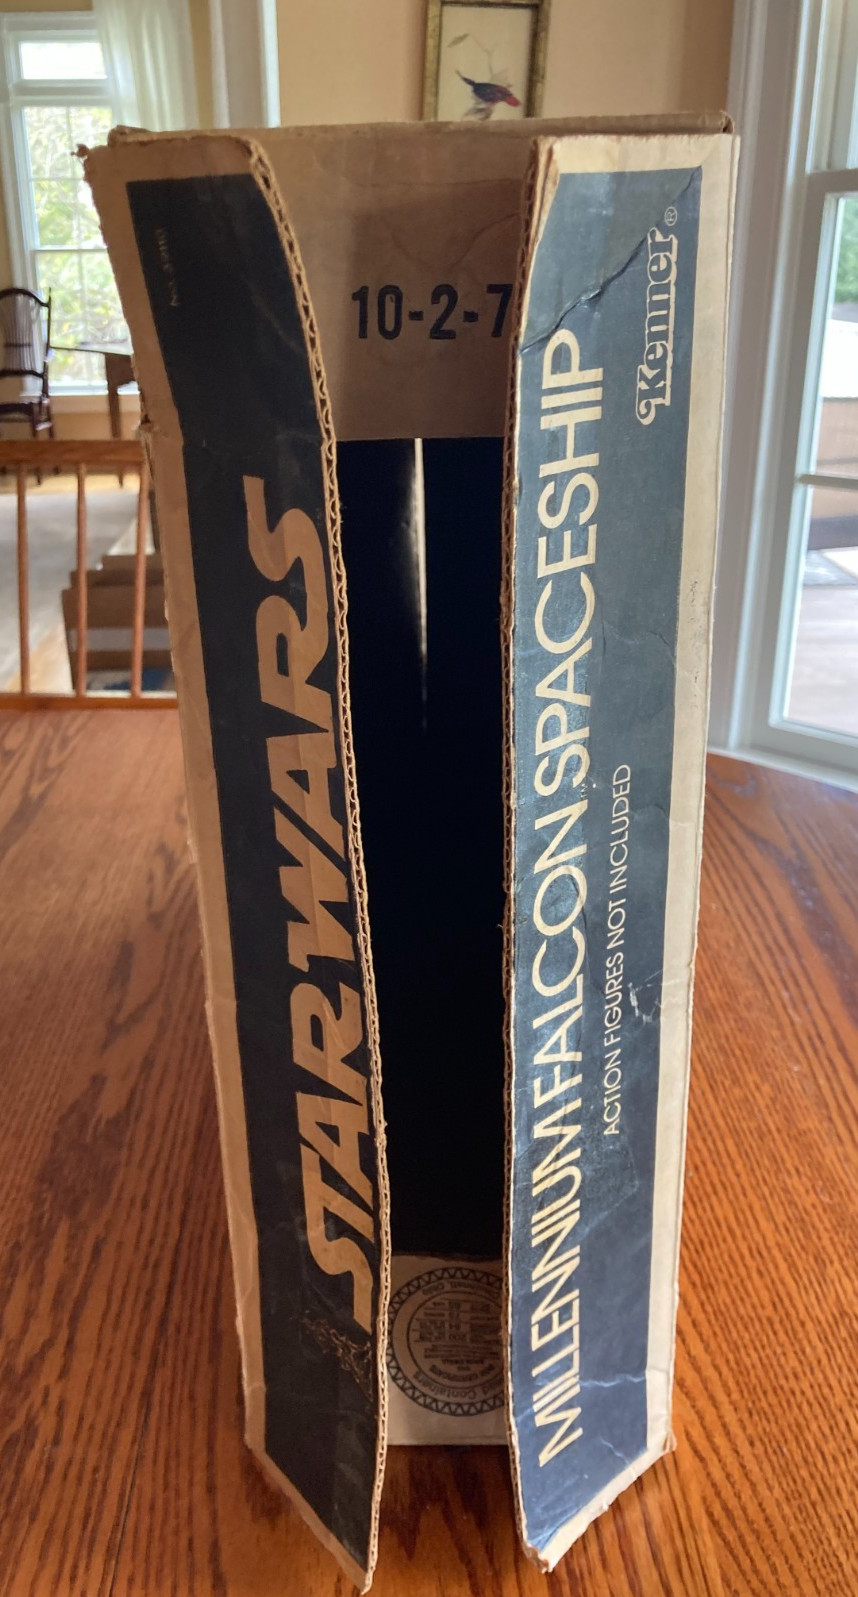 10-2-7
STAR WARS
Kenner®
MILLENNIUM FALCON SPACESHIP
ACTION FIGURES NOT INCLUDED